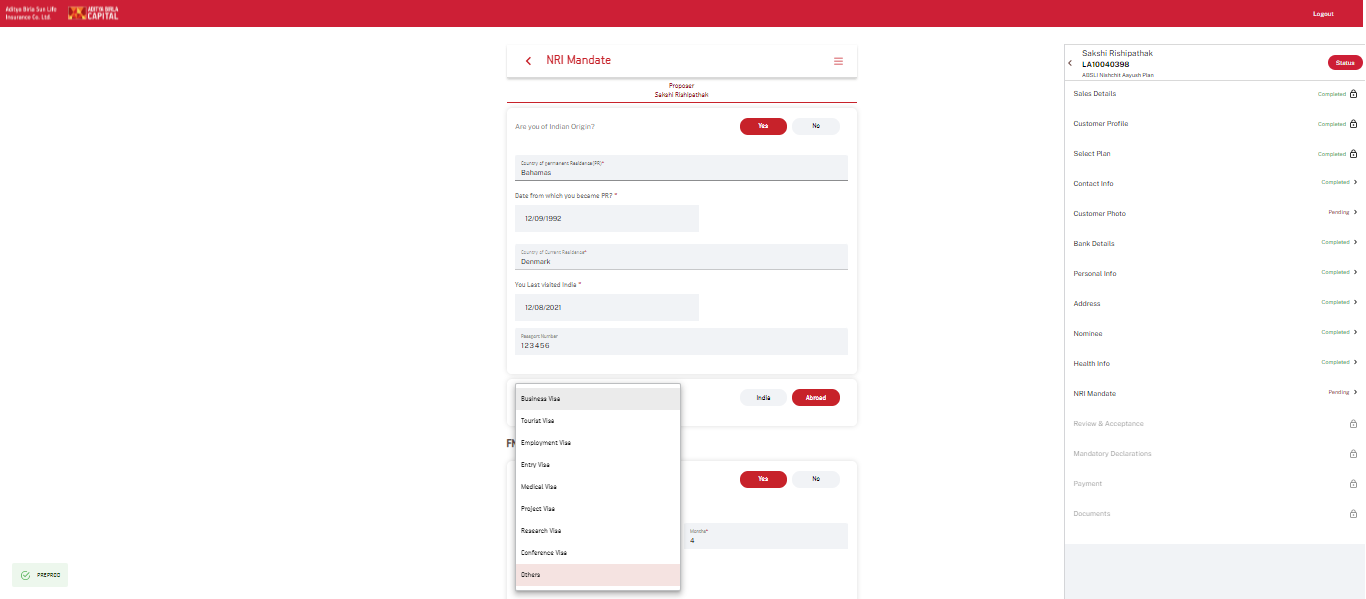 Aditya Birla Sun Life
Insurance Co. Ltd.
ADITYA BIRLA
CAPITAL
Logout
NRI Mandate
Proposer
Sakshi Rishipathak
Are you of Indian Origin?
Yes
No
Country of permanent Residence(PR)*
Bahamas
Date from which you became PR? *
12/09/1992
Country of Current Residence*
Denmark
You Last visited India *
12/08/2021
Passport Number
123456
India
Abroad
Business Visa
Tourist Visa
Employment Visa
Entry Visa
Medical Visa
Project Visa
Research Visa
Conference Visa
Others
Yes
No
Months*
4
PREPROD
Sakshi Rishipathak
LA10040398
ABSLI Nishchit Aayush Plan
Status
Sales Details Completed
Customer Profile Completed
Select Plan Completed
Contact Info Completed
Customer Photo Pending
Bank Details Completed
Personal Info Completed
Address Completed
Nominee Completed
Health Info Completed
NRI Mandate Pending
Review & Acceptance
Mandatory Declarations
Payment
Documents